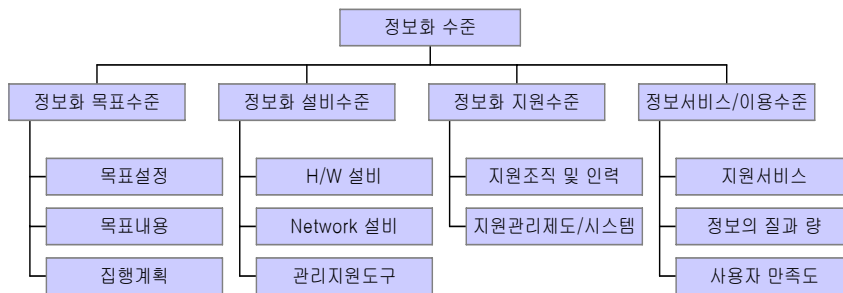 정보화 수준
정보화 목표수준
정보화 설비수준
정보화 지원수준
정보서비스/이용수준
목표설정
목표내용
집행계획
H/W 설비
Network 설비
관리지원도구
지원조직 및 인력
지원관리제도/시스템
지원서비스
정보의 질과 량
사용자 만족도